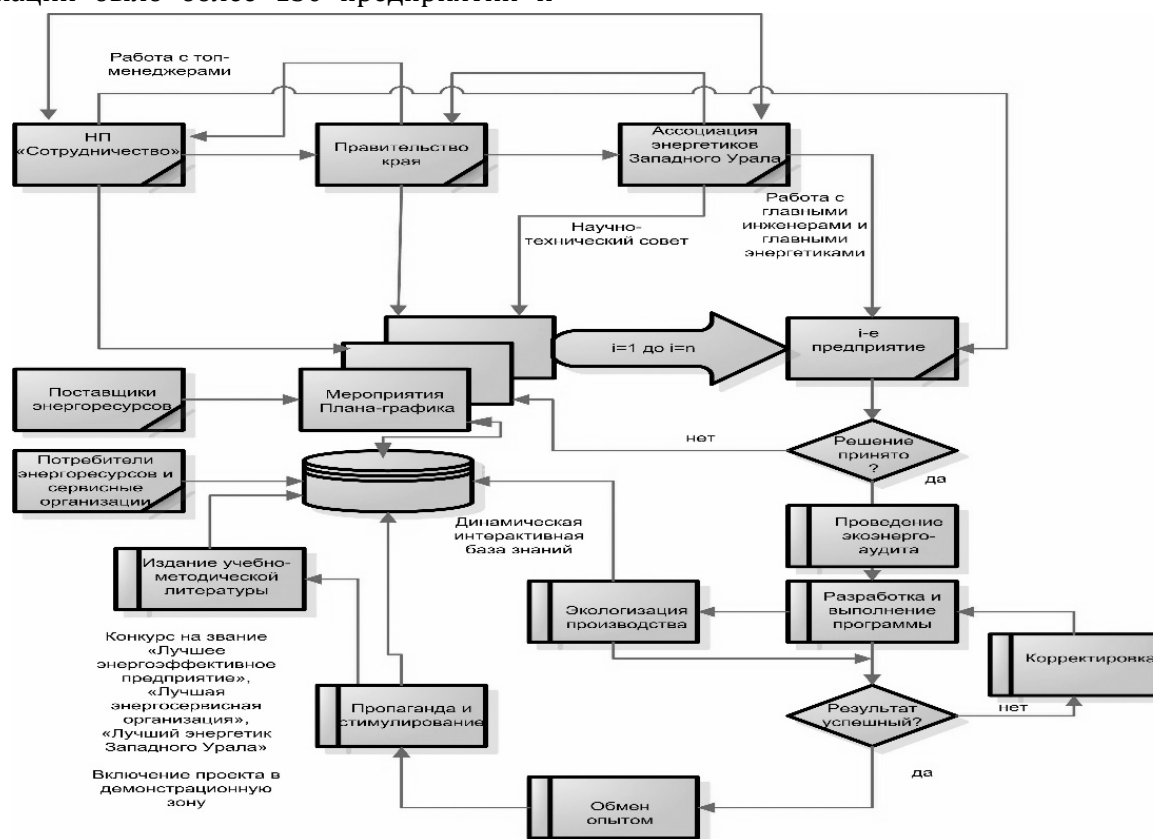 было более 150 предприятий и
Работа с топ-
менеджерами
НП
«Сотрудничество»
Правительство
края
Ассоциация
энергетиков
Западного Урала
Научно-
технический совет
Работа с
главными
инженерами и
главными
энергетиками
i=1 до i=n
i-е
предприятие
Поставщики
энергоресурсов
Мероприятия
Плана-графика
Потребители
энергоресурсов и
сервисные
организации
нет
Решение
принято
?
да
Динамическая
интерактивная
база знаний
Проведение
экоэнерго-
аудита
Издание учебно-
методической
литературы
Экологизация
производства
Разработка и
выполнение
программы
Корректировка
Конкурс на звание
«Лучшее
энергоэффективное
предприятие»,
«Лучшая
энергосервисная
организация»,
«Лучший энергетик
Западного Урала»
Включение проекта в
демонстрационную
зону
Пропаганда и
стимулирование
Результат
успешный?
нет
да
Обмен
опытом